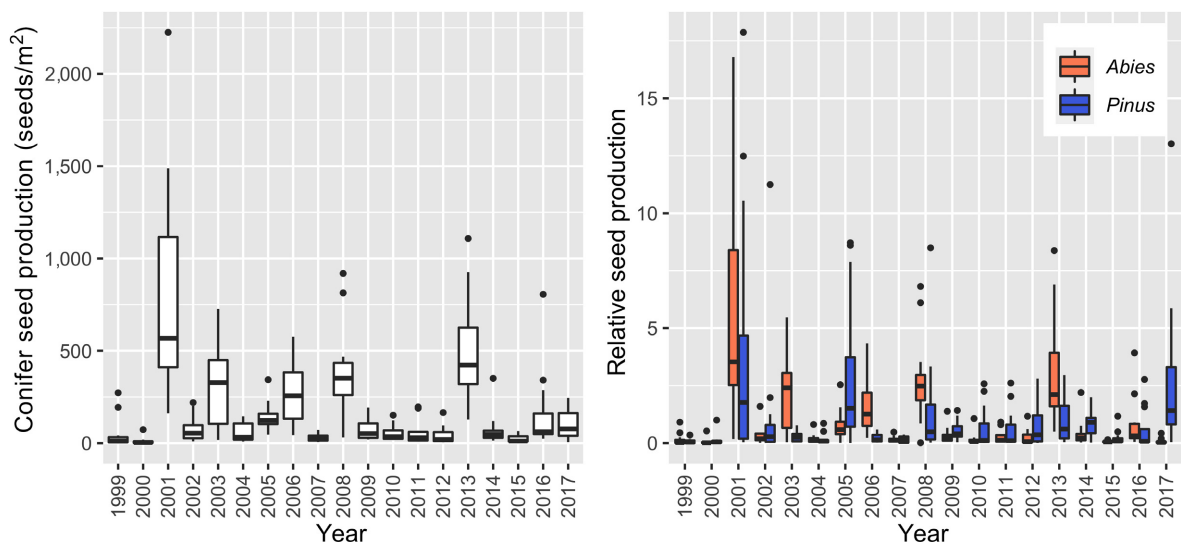 Conifer seed production (seeds/m²)
2,000
1,500
1,000
500
0
1999 2000 2001 2002 2003 2004 2005 2006 2007 2008 2009 2010 2011 2012 2013 2014 2015 2016 2017
Year
Relative seed production
15
10
5
0
Abies
Pinus
1999 2000 2001 2002 2003 2004 2005 2006 2007 2008 2009 2010 2011 2012 2013 2014 2015 2016 2017
Year